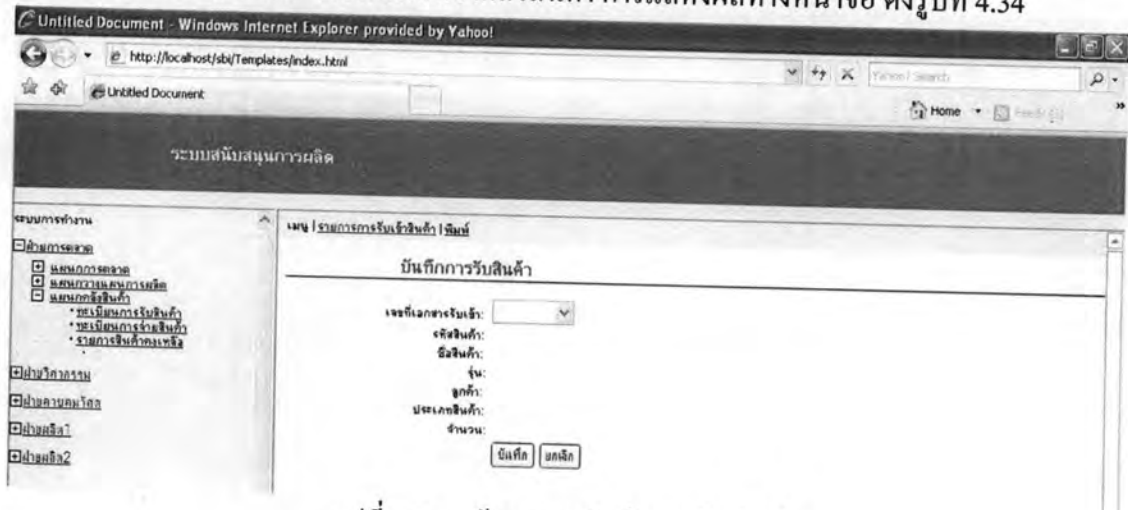 ดังรูปที่ 4.34
Untitled Document - Windows Internet Explorer provided by Yahoo!
http://localhost/sbi/Templates/index.html
Yahoo! Search
Untitled Document
Home
ระบบสนับสนุนการผลิต
ระบบการทำงาน
เมนู | รายการการรับเข้าสินค้า | พิมพ์
ฝ่ายการตลาด
แผนกการตลาด
แผนกวางแผนการผลิต
แผนกคลังสินค้า
ทะเบียนการรับสินค้า
ทะเบียนการจ่ายสินค้า
รายการสินค้าคงเหลือ
ฝ่ายวิศวกรรม
ฝ่ายควบคุมวัสดุ
ฝ่ายผลิต1
ฝ่ายผลิต2
บันทึกการรับสินค้า
เลขที่เอกสารรับเข้า:
รหัสสินค้า:
ชื่อสินค้า:
รุ่น:
ลูกค้า:
ประเภทสินค้า:
จำนวน:
บันทึก ยกเลิก